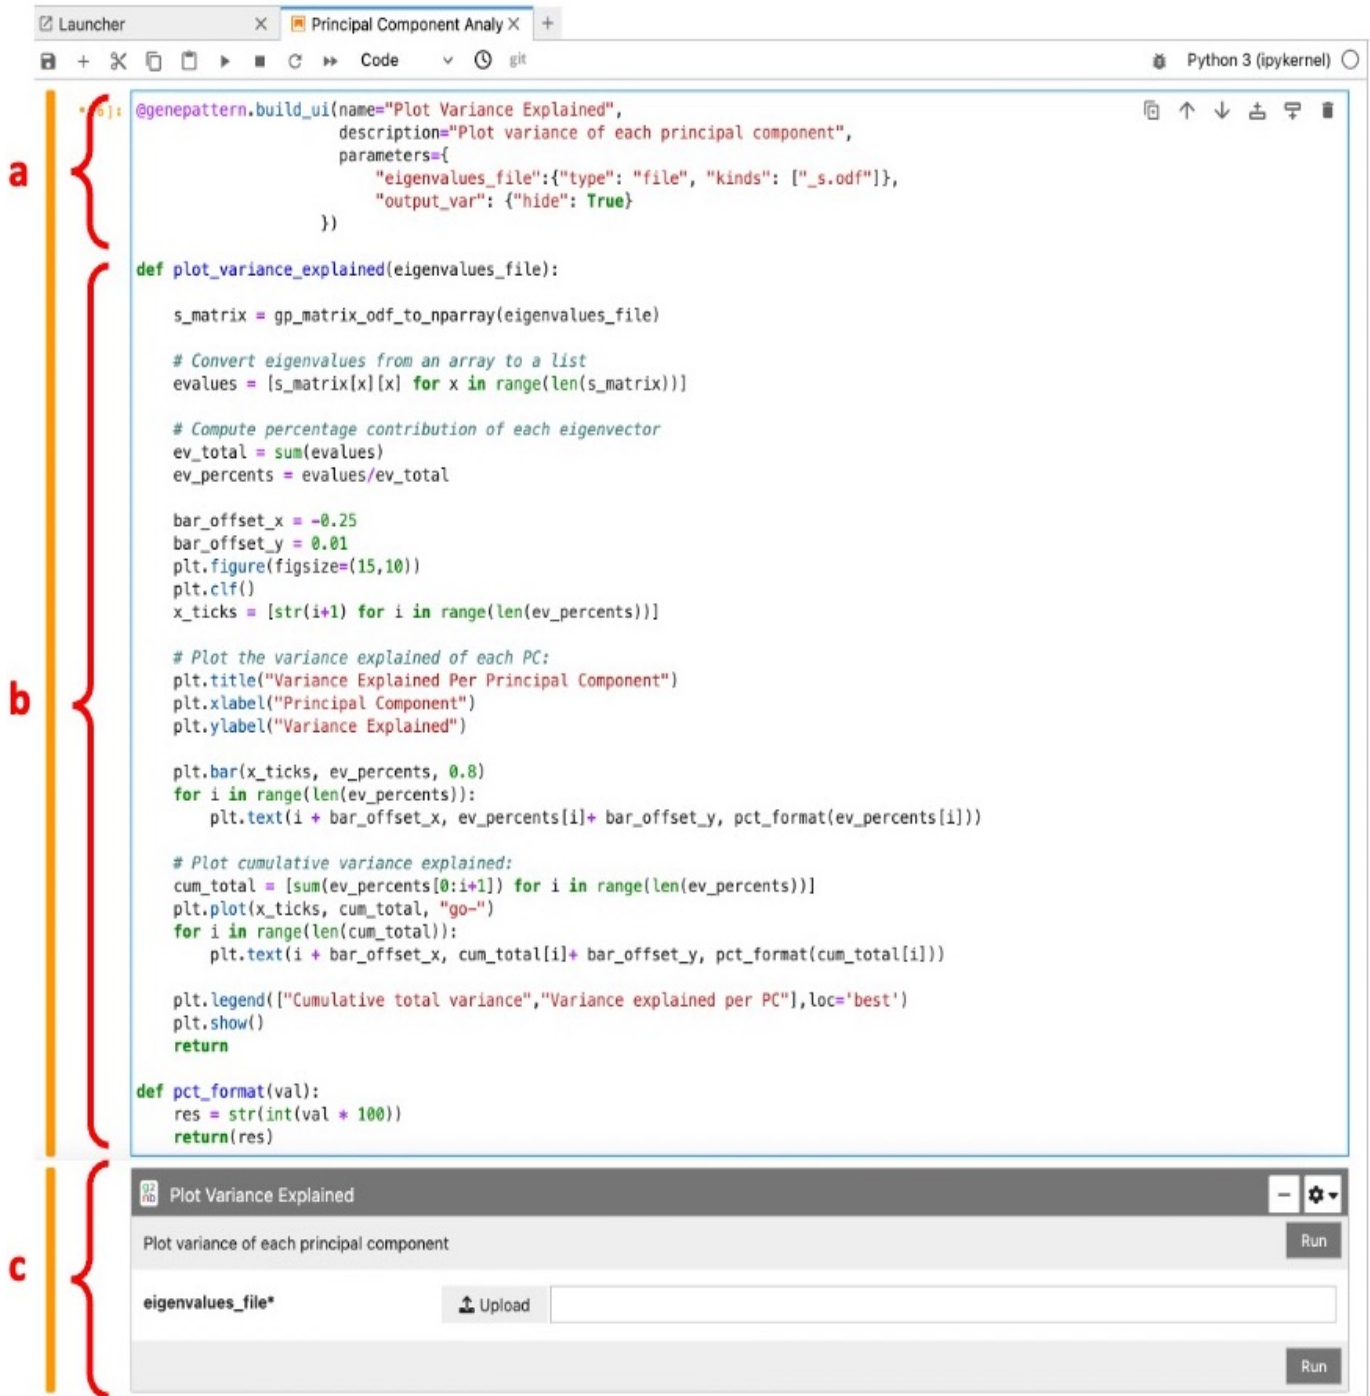 Launcher
Principal Component Analy
Code
git
Python 3 (ipykernel)
a
6]:
@genepattern.build_ui(name="Plot Variance Explained",
description="Plot variance of each principal component",
parameters={
"eigenvalues_file":{"type": "file", "kinds": ["_s.odf"]},
"output_var": {"hide": True}
})
def plot_variance_explained(eigenvalues_file):
s_matrix = gp_matrix_odf_to_nparray(eigenvalues_file)
# Convert eigenvalues from an array to a list
evalues = [s_matrix[x][x] for x in range(len(s_matrix))]
# Compute percentage contribution of each eigenvector
ev_total = sum(evalues)
ev_percents = evalues/ev_total
bar_offset_x = -0.25
bar_offset_y = 0.01
plt.figure(figsize=(15,10))
plt.clf()
x_ticks = [str(i+1) for i in range(len(ev_percents))]
# Plot the variance explained of each PC:
plt.title("Variance Explained Per Principal Component")
b
plt.xlabel("Principal Component")
plt.ylabel("Variance Explained")
plt.bar(x_ticks, ev_percents, 0.8)
for i in range(len(ev_percents)):
plt.text(i + bar_offset_x, ev_percents[i]+ bar_offset_y, pct_format(ev_percents[i]))
# Plot cumulative variance explained:
cum_total = [sum(ev_percents[0:i+1]) for i in range(len(ev_percents))]
plt.plot(x_ticks, cum_total, "go-")
for i in range(len(cum_total)):
plt.text(i + bar_offset_x, cum_total[i]+ bar_offset_y, pct_format(cum_total[i]))
plt.legend(["Cumulative total variance","Variance explained per PC"],loc='best')
plt.show()
return
def pct_format(val):
res = str(int(val * 100))
return(res)
g2
nb
Plot Variance Explained
Plot variance of each principal component
Run
c
eigenvalues_file*
Upload
Run